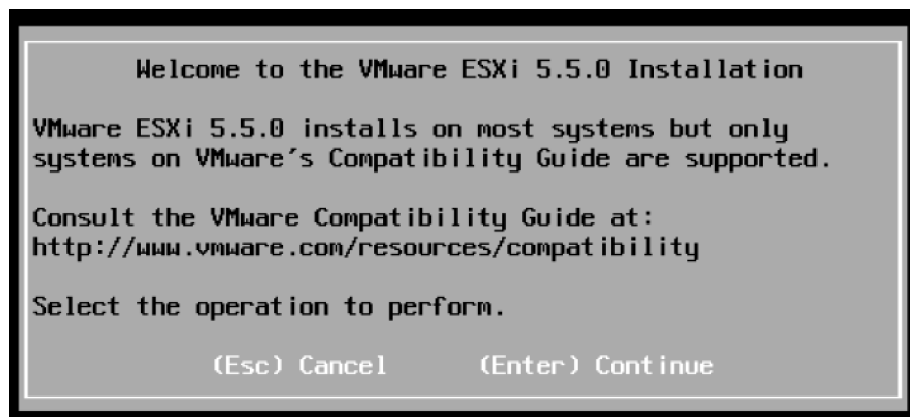 Welcome to the VMware ESXi 5.5.0 Installation
VMware ESXi 5.5.0 installs on most systems but only
systems on VMware's Compatibility Guide are supported.
Consult the VMware Compatibility Guide at:
http://www.vmware.com/resources/compatibility
Select the operation to perform.
(Esc) Cancel (Enter) Continue